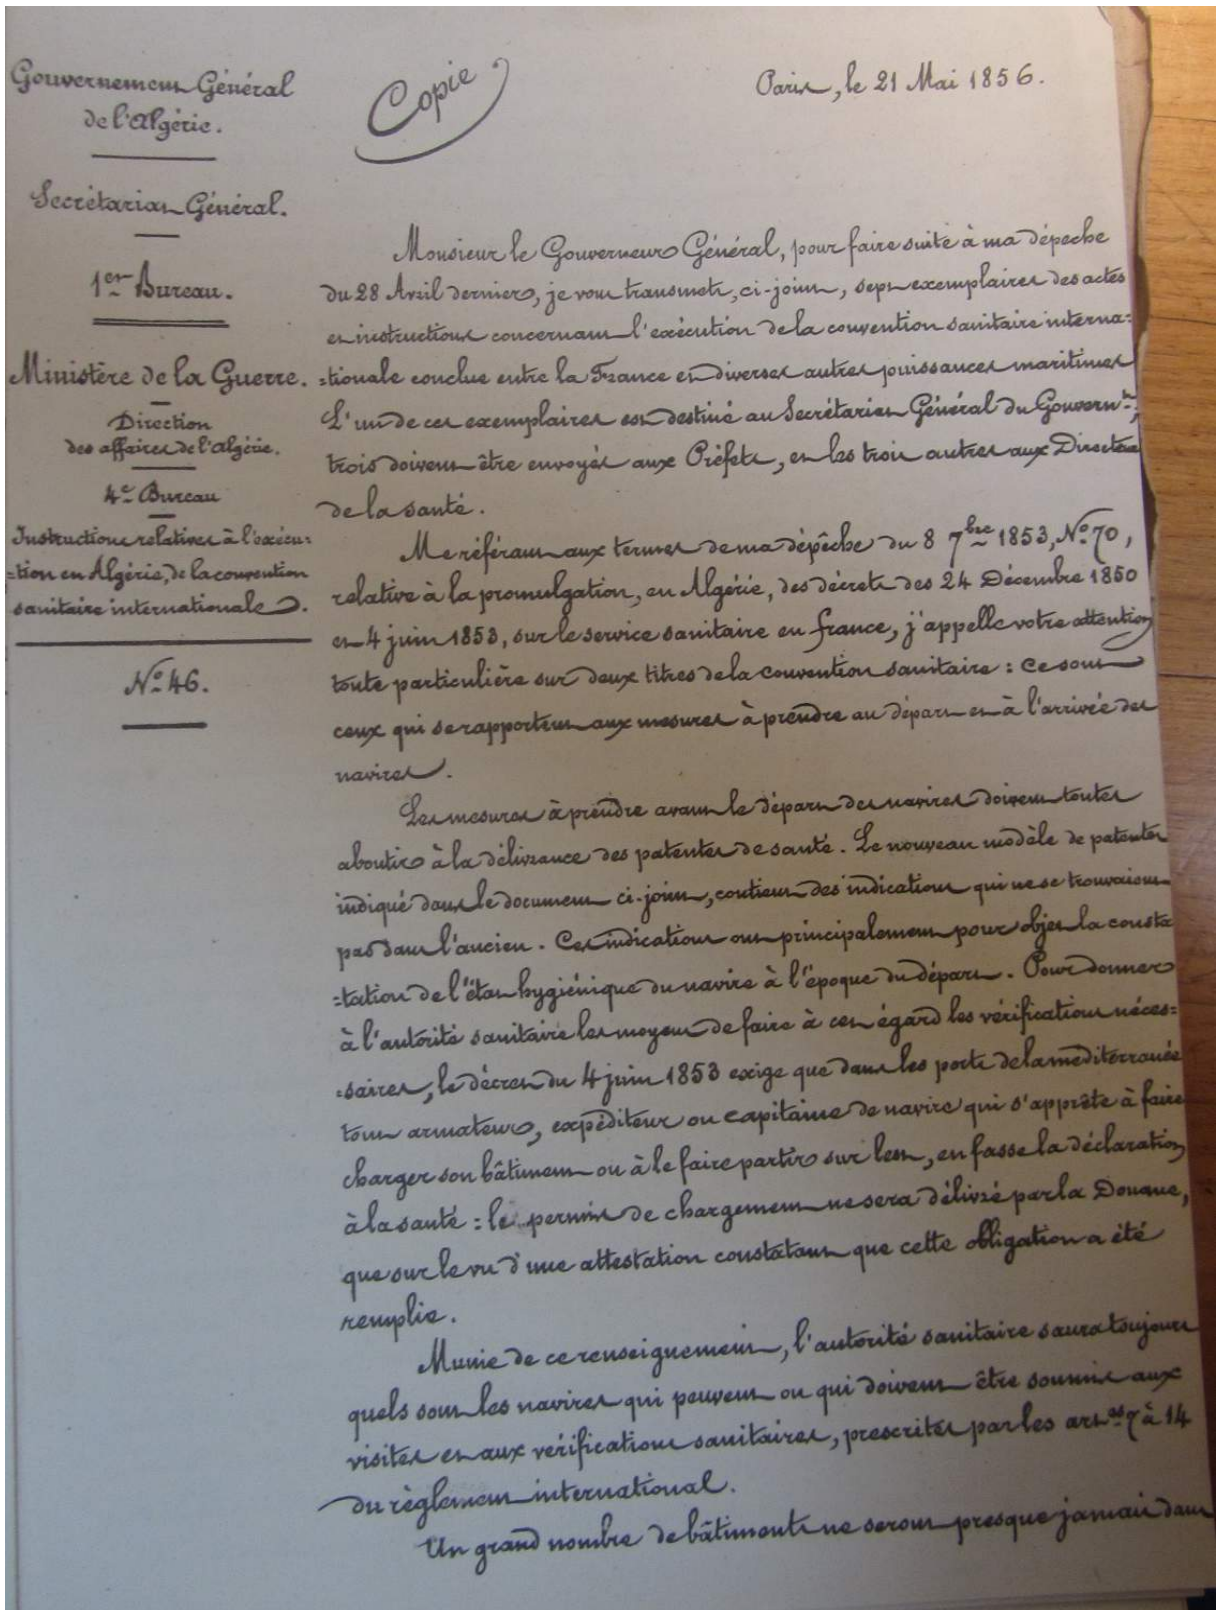 Gouvernement Général
de l'Algérie.
Secrétariat Général.
1er Bureau.
Ministère de la Guerre.
Direction
des affaires de l'Algérie.
4e Bureau
Instructions relatives à l'exécu=
=tion en Algérie, de la convention
sanitaire internationale.
No 46.
Copie
Paris, le 21 Mai 1856.
Monsieur le Gouverneur Général, pour faire suite à ma dépeche
du 28 Avril dernier, je vous transmets, ci-joint, sept exemplaires des actes
et instructions concernant l'exécution de la convention sanitaire interna=
=tionale conclue entre la France et diverses autres puissances maritimes
L'un de ces exemplaires est destiné au Secrétariat Général du Gouvernt,
trois doivent être envoyés aux Préfets, et les trois autres aux Directeurs
de la santé.
Me référant aux termes de ma dépêche du 8 7bre 1853, No 70,
relative à la promulgation, en Algérie, des décrets des 24 Décembre 1850
et 4 juin 1853, sur le service sanitaire en france, j'appelle votre attention
toute particulière sur deux titres de la convention sanitaire : ce sont
ceux qui se rapportent aux mesures à prendre au départ et à l'arrivée des
navires.
Les mesures à prendre avant le départ des navires doivent toutes
aboutir à la délivrance des patentes de santé. Le nouveau modèle de patentes
indiqué dans le document ci-joint, contient des indications qui ne se trouvaient
pas dans l'ancien. Ces indications ont principalement pour objet la consta
=tation de l'état hygiénique du navire à l'époque du départ. Pour donner
à l'autorité sanitaire les moyens de faire à cet égard les vérifications néces=
=saires, le décret du 4 juin 1853 exige que dans les ports de la mediterranée
tout armateur, expéditeur ou capitaine de navire qui s'apprête à faire
charger son bâtiment ou à le faire partir sur lest, en fasse la déclaration
à la santé : le permis de chargement ne sera délivré par la Douane,
que sur le vu d'une attestation constatant que cette obligation a été
remplie.
Munie de ce renseignement, l'autorité sanitaire saura toujours
quels sont les navires qui peuvent ou qui doivent être soumis aux
visites et aux vérifications sanitaires, prescrites par les arts 7 à 14
du règlement international.
Un grand nombre de bâtiments ne seront presque jamais dans